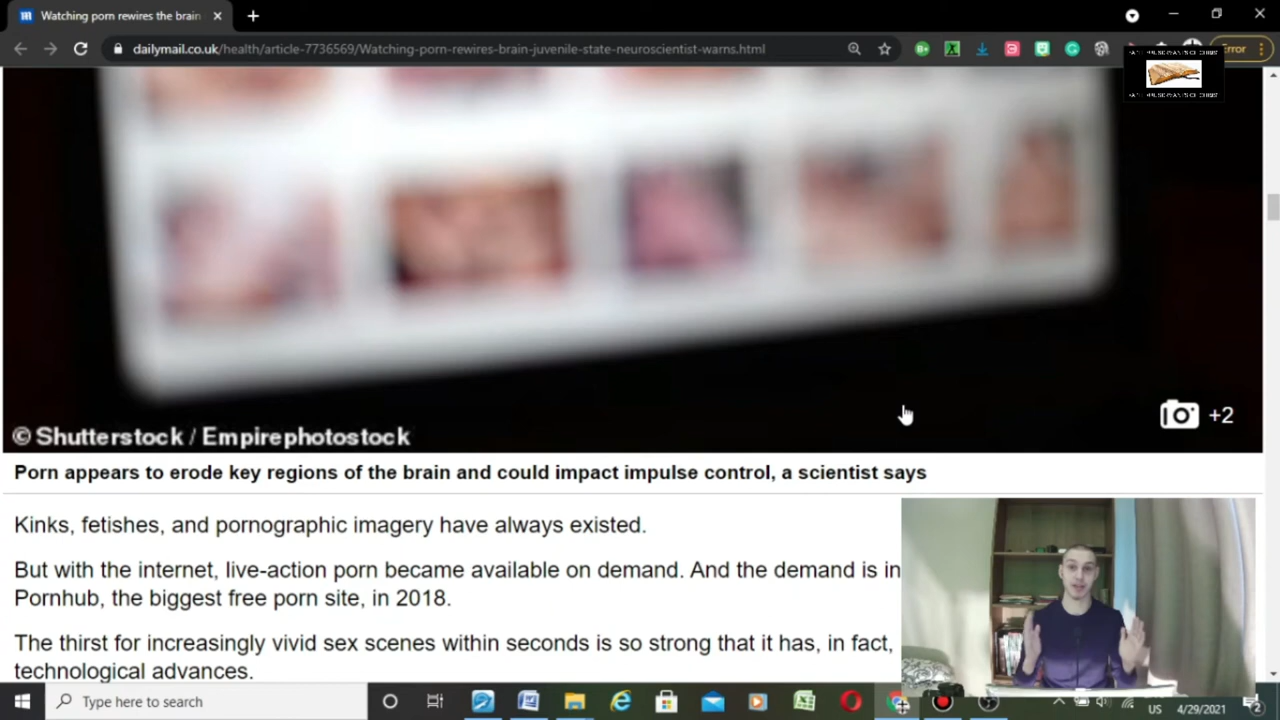 Watching porn rewires the brain
dailymail.co.uk/health/article-7736569/Watching-porn-rewires-brain-juvenile-state-neuroscientist-warns.html
Error
+2
© Shutterstock / Empirephotostock
Porn appears to erode key regions of the brain and could impact impulse control, a scientist says
Kinks, fetishes, and pornographic imagery have always existed.
But with the internet, live-action porn became available on demand. And the demand is in
Pornhub, the biggest free porn site, in 2018.
The thirst for increasingly vivid sex scenes within seconds is so strong that it has, in fact,
technological advances.
Type here to search
US
4/29/2021
2